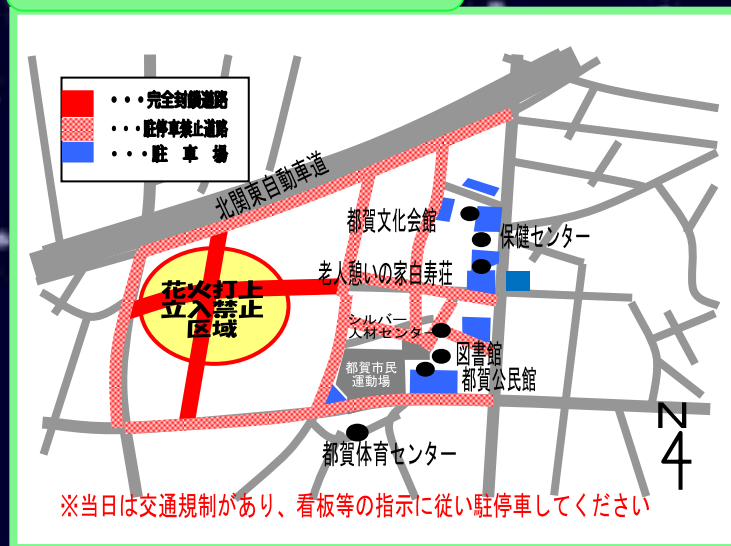 ・・・完全封鎖道路
・・・駐停車禁止道路
・・・駐車場
北関東自動車道
都賀文化会館
保健センター
老人憩いの家白寿荘
花火打上
立入禁止
区域
シルバー
人材センター
図書館
都賀市民
運動場
都賀公民館
都賀体育センター
N
※当日は交通規制があり、看板等の指示に従い駐停車してください